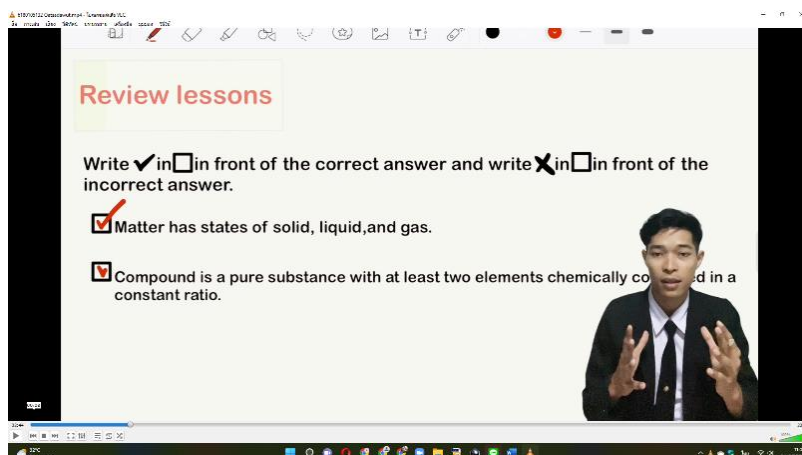 Review lessons
Write in in front of the correct answer and write in in front of the
incorrect answer.
Matter has states of solid, liquid,and gas.
Compound is a pure substance with at least two elements chemically co d in a
constant ratio.
32°C